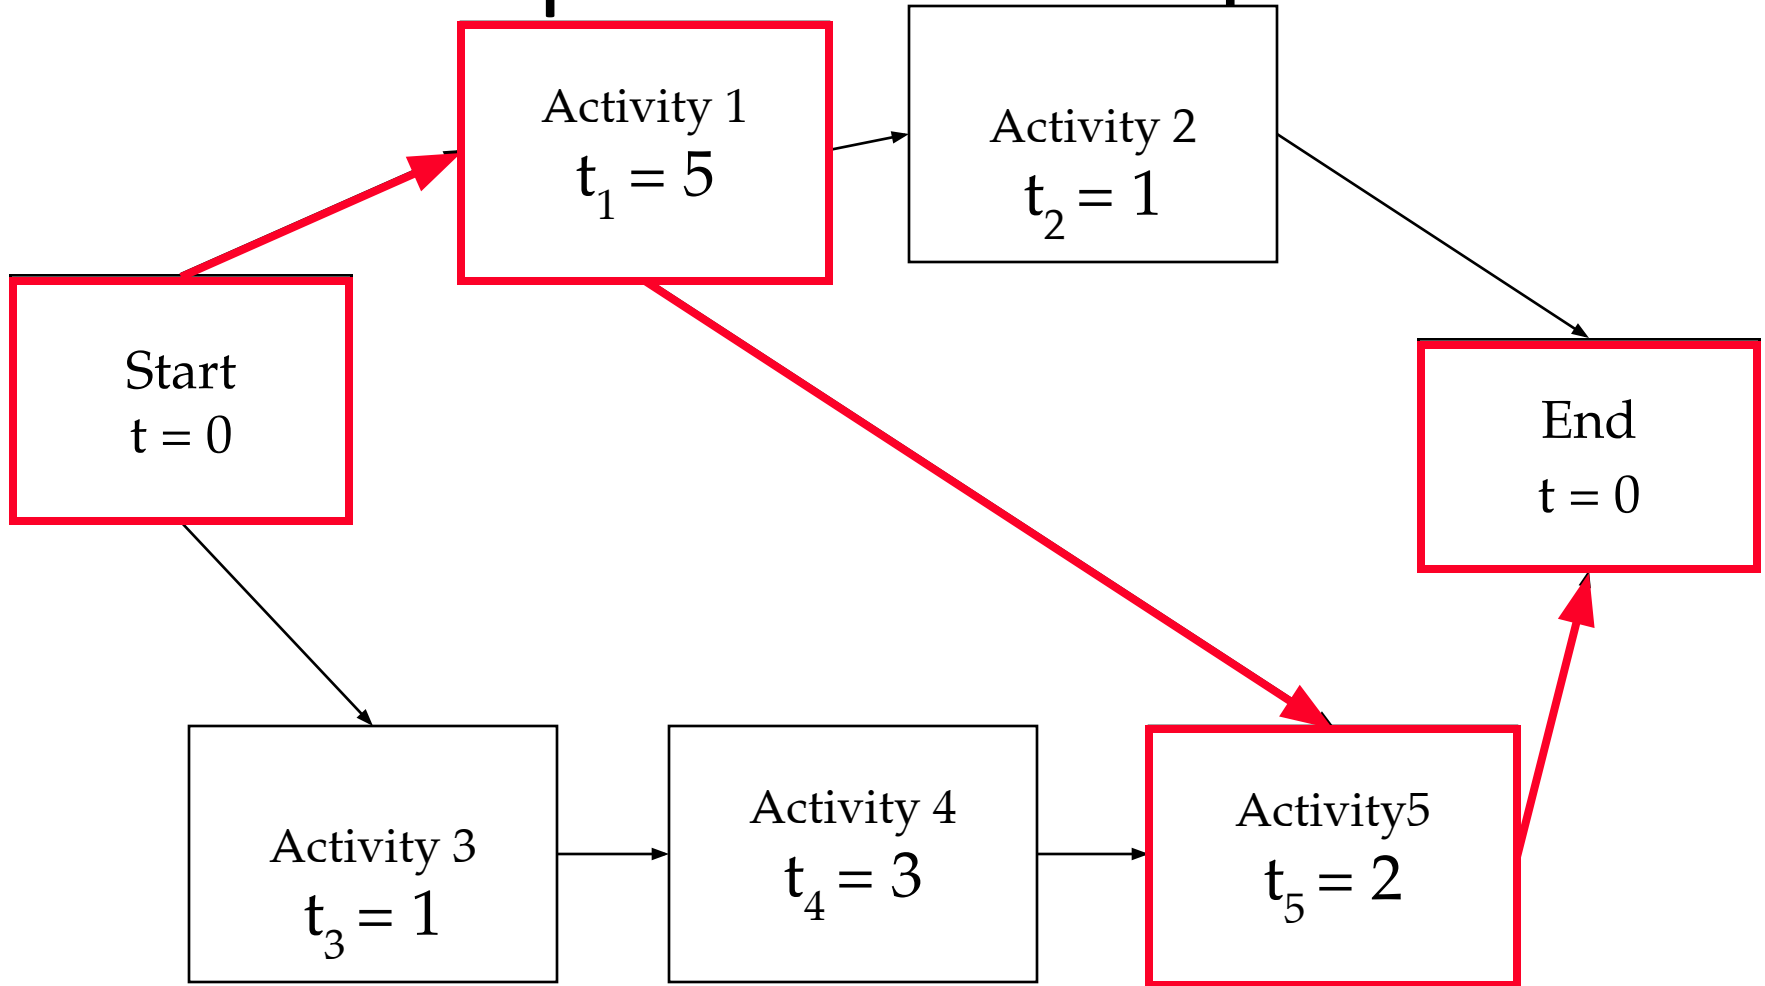 Activity 1
t₁ = 5
Activity 2
t₂ = 1
Start
t = 0
End
t = 0
Activity 3
t₃ = 1
Activity 4
t₄ = 3
Activity5
t₅ = 2